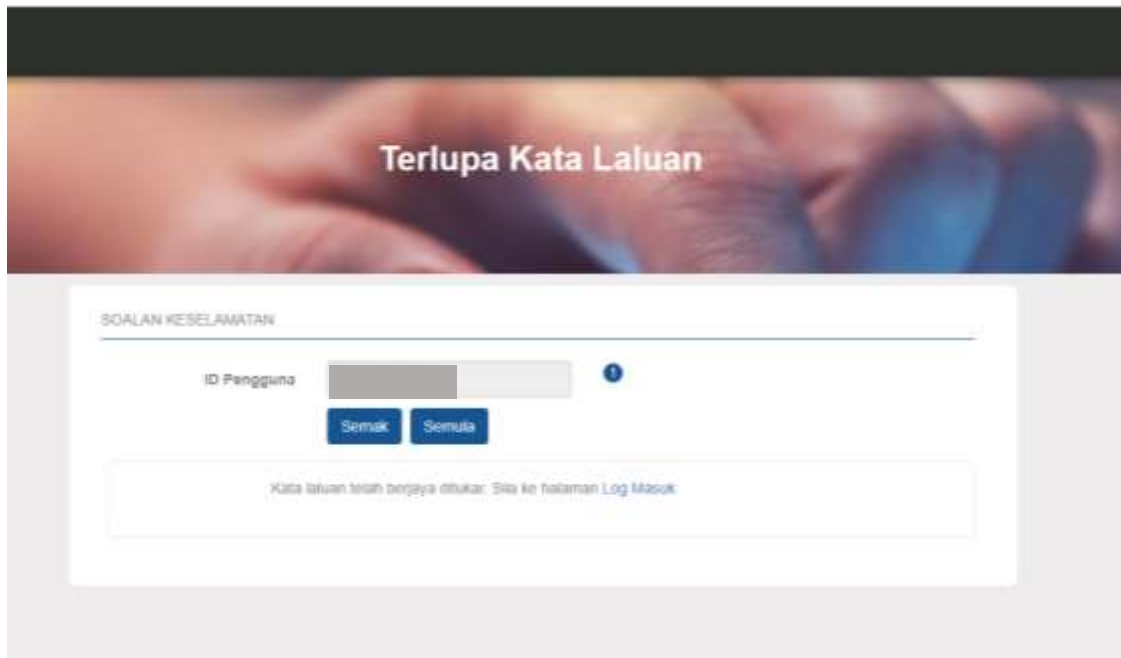 Terlupa Kata Laluan
SOALAN KESELAMATAN
ID Pengguna
Semak Semula
Kata laluan telah berjaya ditukar. Sila ke halaman Log Masuk